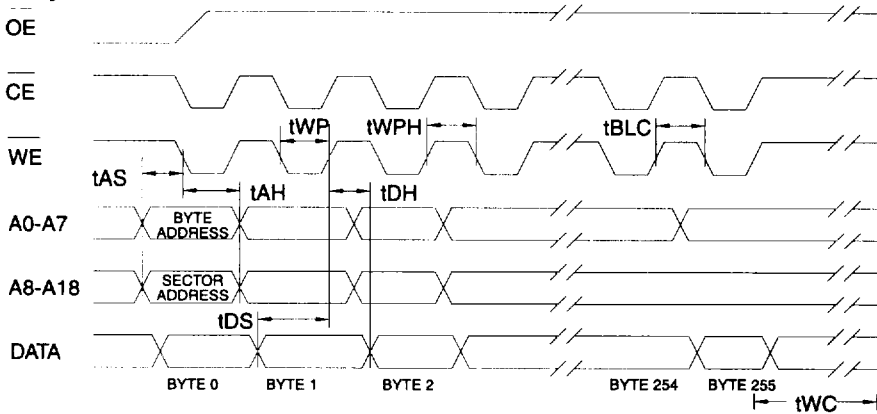 OE
CE
tWP tWPH tBLC
WE
tAS tAH tDH
A0-A7 BYTE ADDRESS
A8-A18 SECTOR ADDRESS
tDS
DATA
BYTE 0 BYTE 1 BYTE 2 BYTE 254 BYTE 255
tWC